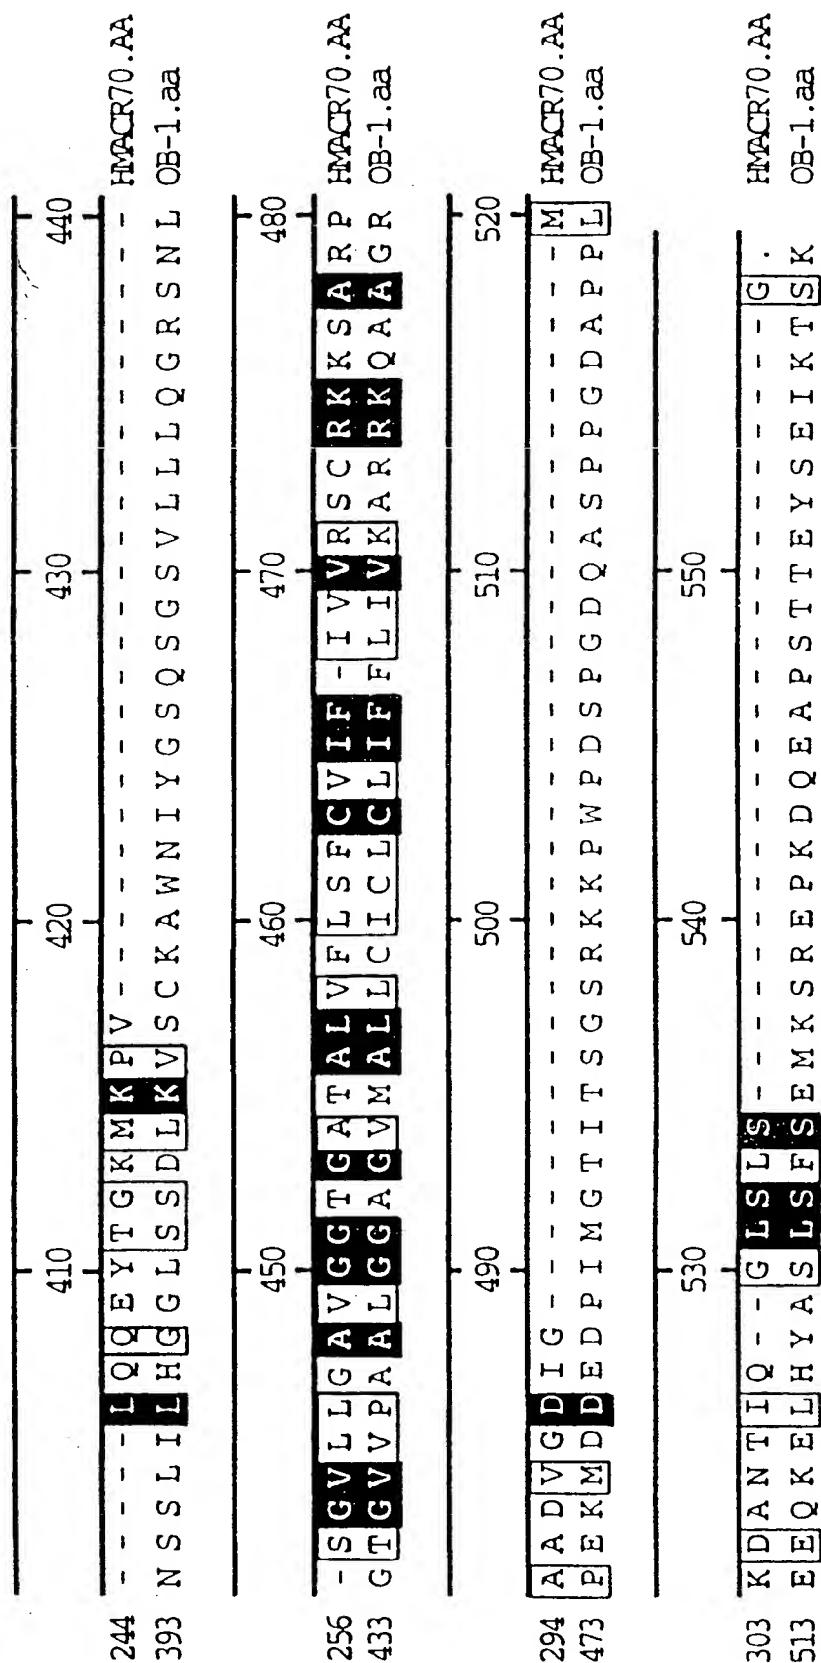 410 420 430 440
244 - - - - - L Q Q E Y T G K M K P V - - - - - - - - - - - - - - - - - - - - - - - HMACR70.AA
393 N S S L I L H G G L S S D L K V S C K A W N I Y G S Q S G S V L L L Q G R S N L OB-1.aa
450 460 470 480
256 - S G V L L G A V G G T G A T A L V F L S F C V I F - I V V R S C R K K S A R P HMACR70.AA
433 G T G V V P A A L G G A G V M A L L C I C L C L I F F L I V K A R R K Q A A G R OB-1.aa
490 500 510 520
294 A A D V G D I G - - - - - - - - - - - - - - - - - - - - - - - - - - - - - - - M HMACR70.AA
473 P E K M D D E D P I M G T I T S G S R K K P W P D S P G D Q A S P P G D A P P L OB-1.aa
530 540 550
303 K D A N T I Q - - G L S L S - - - - - - - - - - - - - - - - - - - - - - - G . HMACR70.AA
513 E E Q K E L H Y A S L S F S E M K S R E P K D Q E A P S T T E Y S E I K T S K OB-1.aa